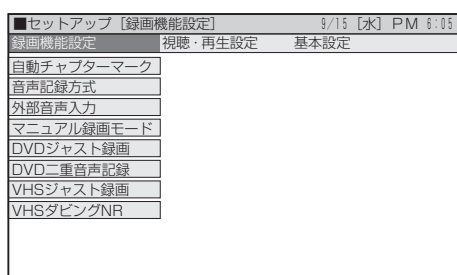 ■セットアップ [録画機能設定] 9/15 [水] PM 6:05
録画機能設定 視聴・再生設定 基本設定
自動チャプターマーク
音声記録方式
外部音声入力
マニュアル録画モード
DVDジャスト録画
DVD二重音声記録
VHSジャスト録画
VHSダビングNR